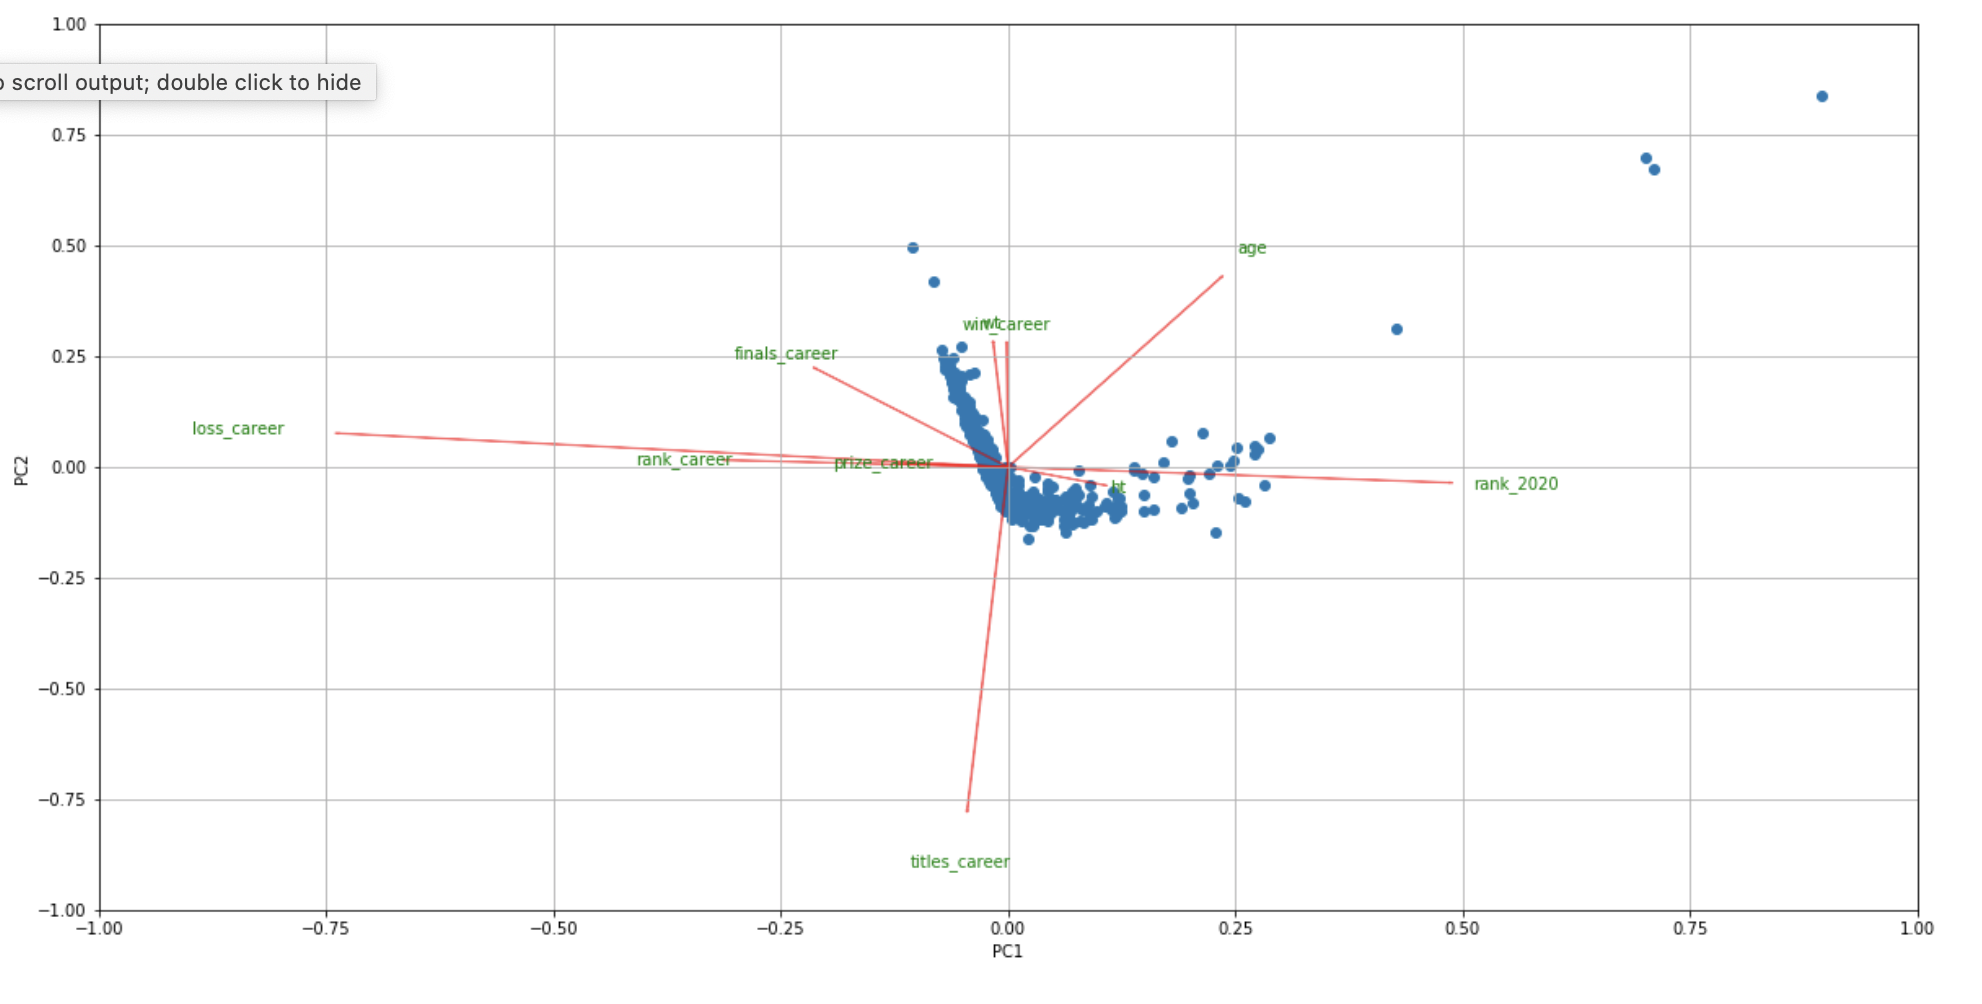 1.00
o scroll output; double click to hide
0.75
0.50
age
win_career
wt
finals_career
0.25
loss_career
rank_career
prize_career
0.00
PC2
ht
rank_2020
−0.25
−0.50
−0.75
titles_career
−1.00
−1.00 −0.75 −0.50 −0.25 0.00 0.25 0.50 0.75 1.00
PC1